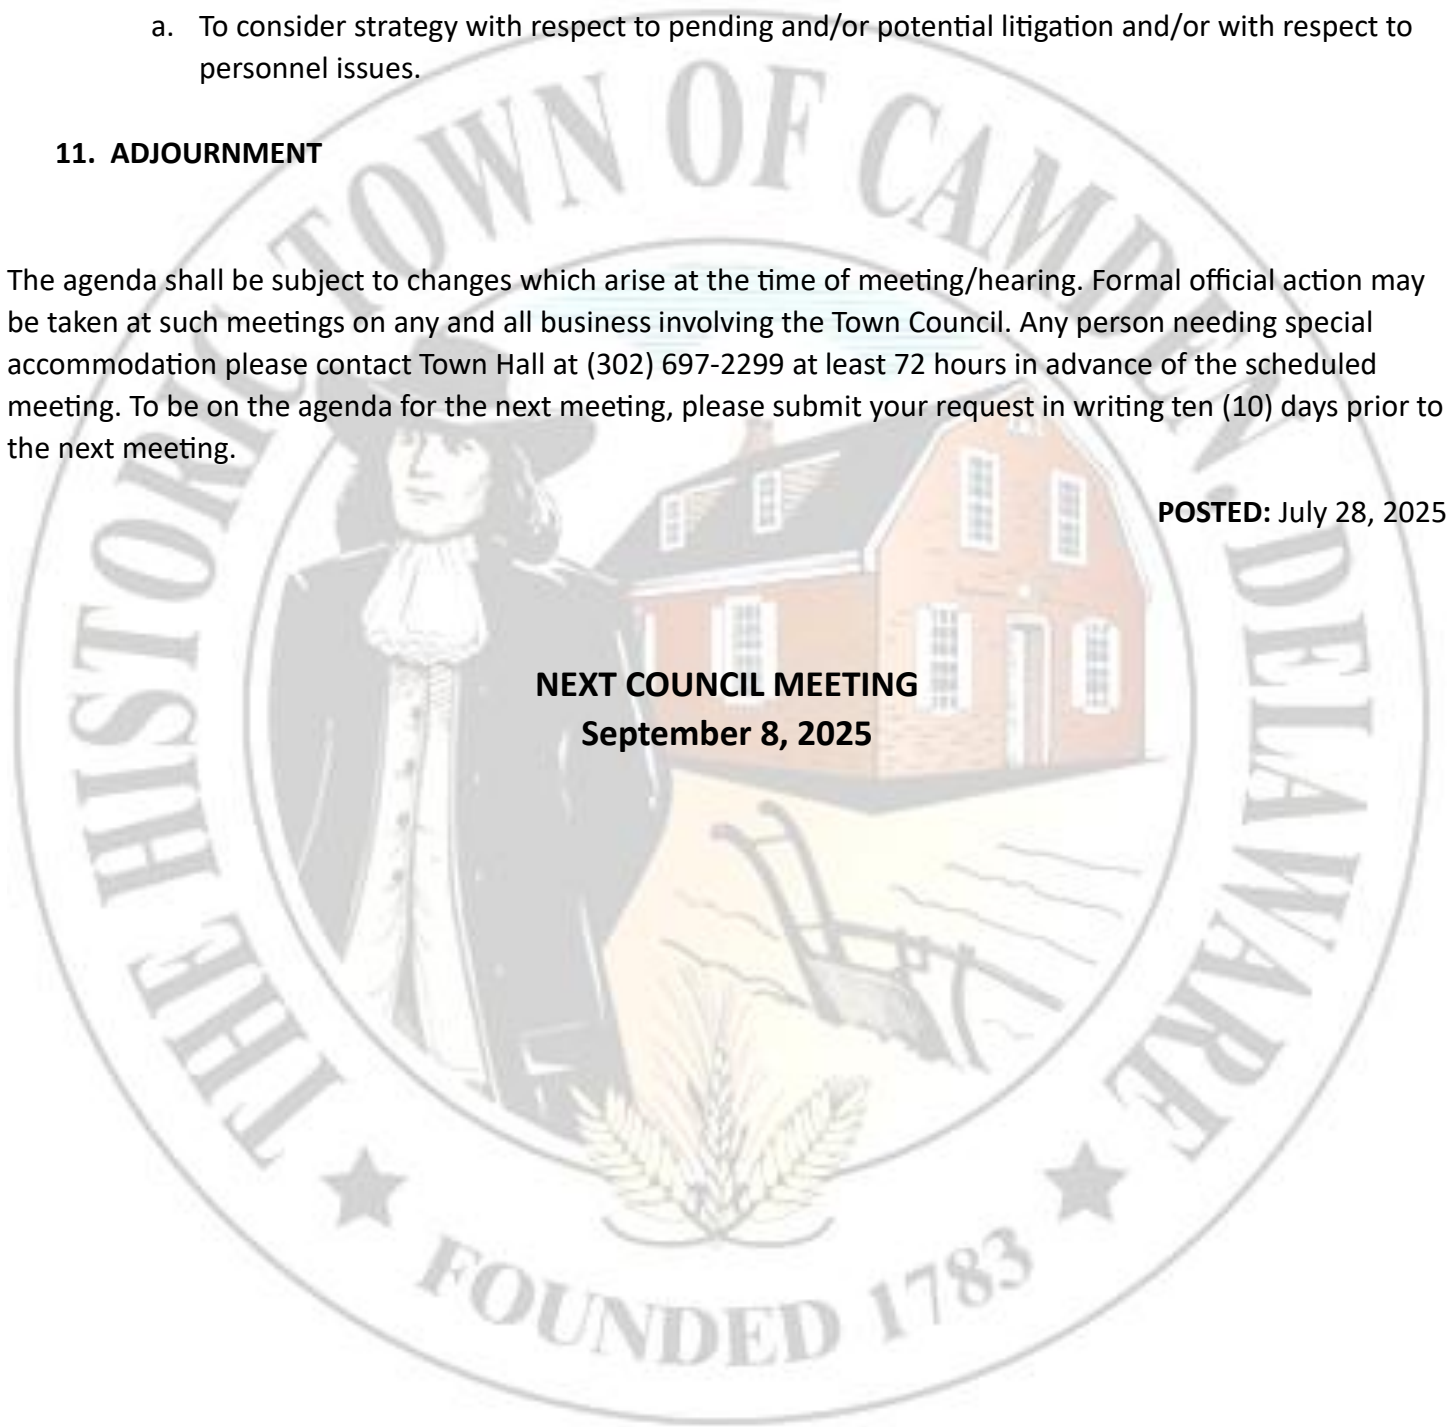 a. To consider strategy with respect to pending and/or potential litigation and/or with respect to
personnel issues.
11. ADJOURNMENT
The agenda shall be subject to changes which arise at the time of meeting/hearing. Formal official action may
be taken at such meetings on any and all business involving the Town Council. Any person needing special
accommodation please contact Town Hall at (302) 697-2299 at least 72 hours in advance of the scheduled
meeting. To be on the agenda for the next meeting, please submit your request in writing ten (10) days prior to
the next meeting.
POSTED: July 28, 2025
NEXT COUNCIL MEETING
September 8, 2025
THE HISTORIC TOWN OF CAMDEN, DELAWARE
FOUNDED 1783